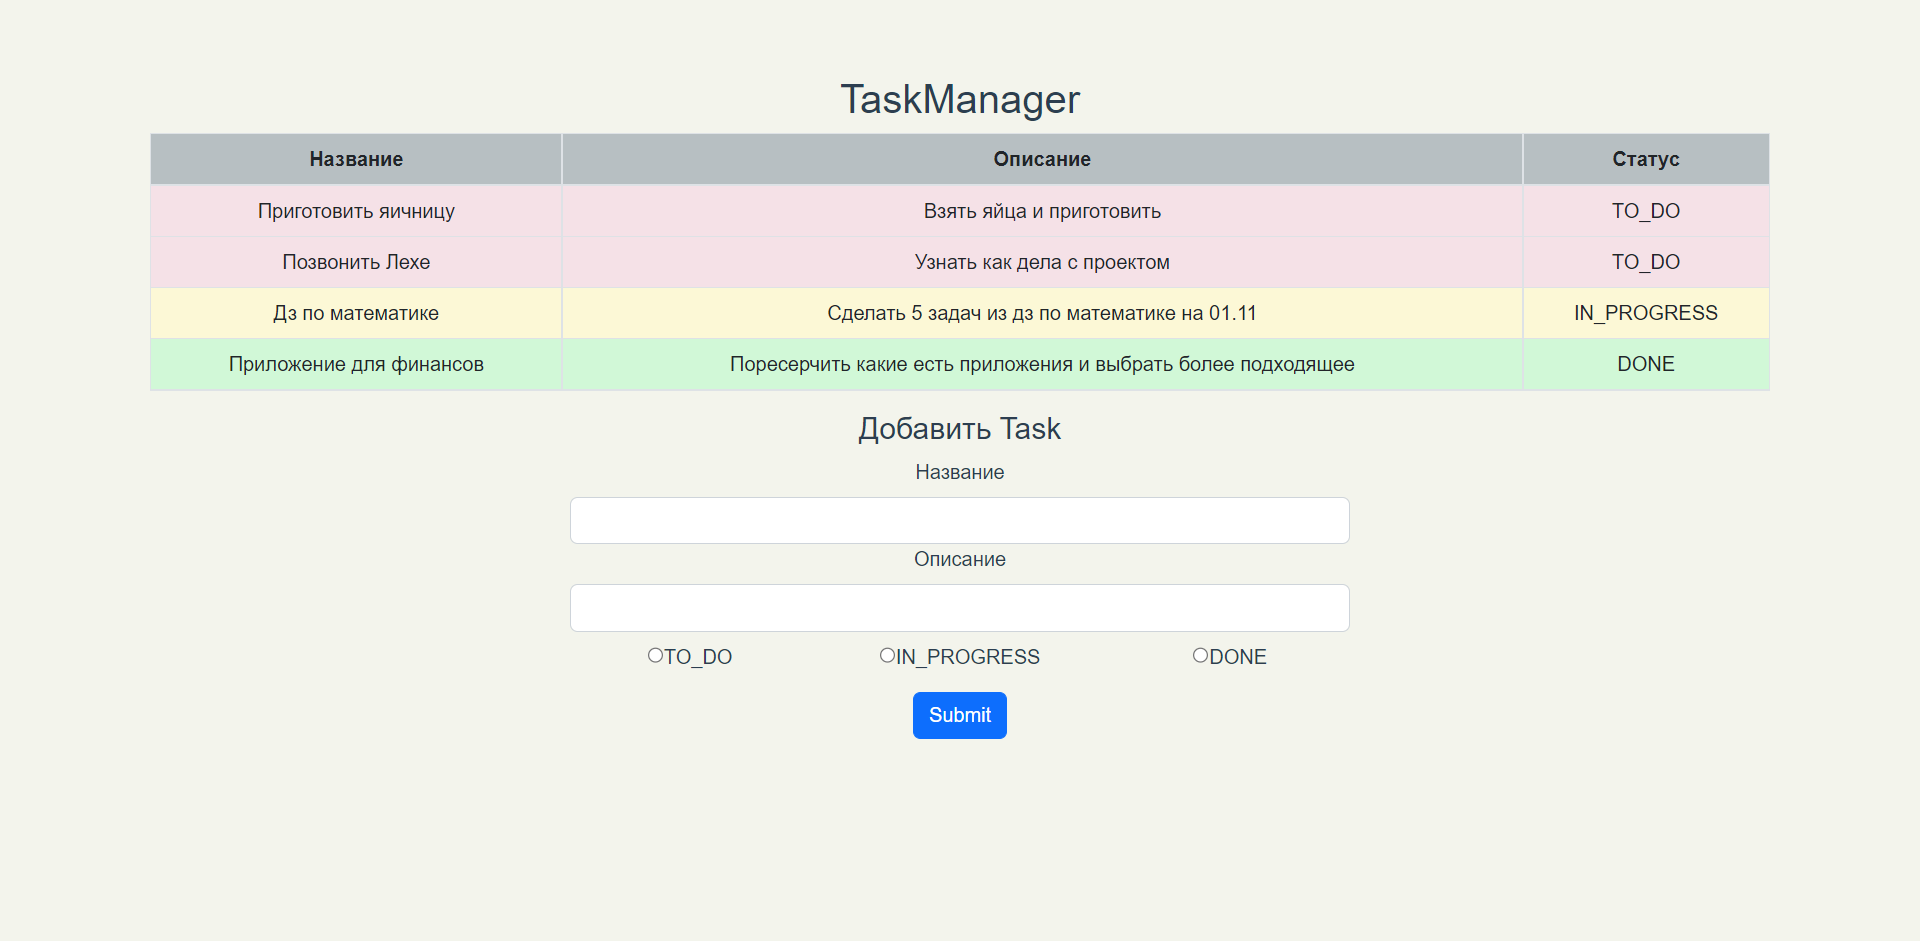 TaskManager
Название Описание Статус
Приготовить яичницу Взять яйца и приготовить TO_DO
Позвонить Лехе Узнать как дела с проектом TO_DO
Дз по математике Сделать 5 задач из дз по математике на 01.11 IN_PROGRESS
Приложение для финансов Поресерчить какие есть приложения и выбрать более подходящее DONE
Добавить Task
Название
Описание
TO_DO IN_PROGRESS DONE
Submit